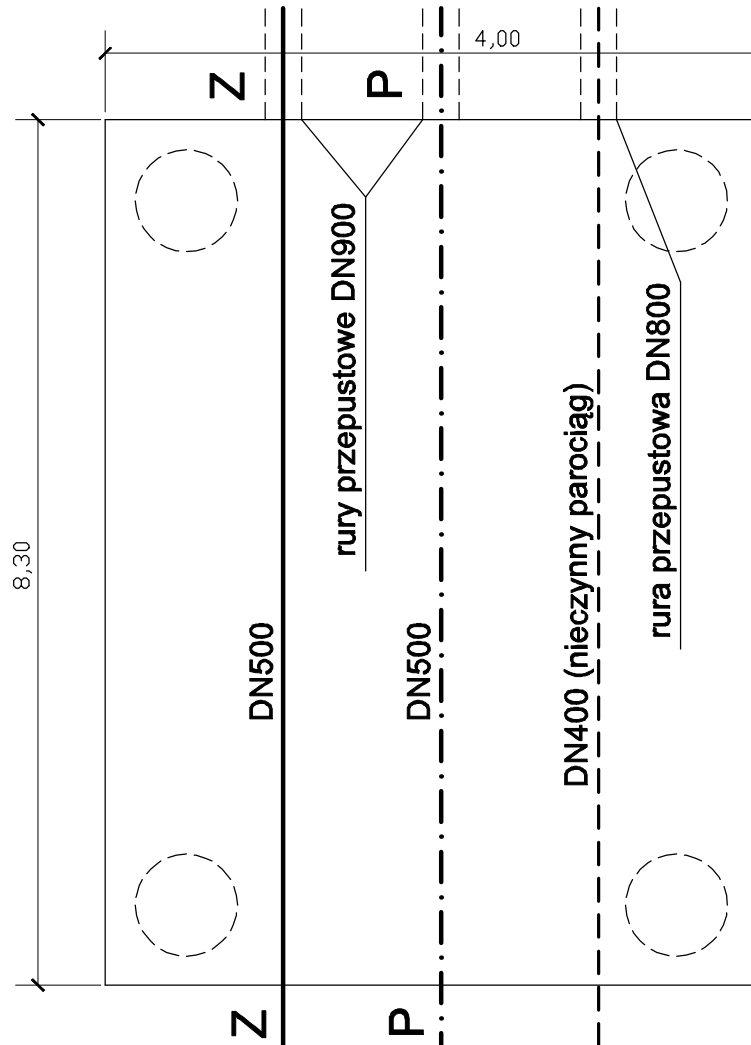 4,00
Z
P
rury przepustowe DN900
rura przepustowa DN800
DN400 (nieczynny parociąg)
8,30
DN500
DN500
Z
P